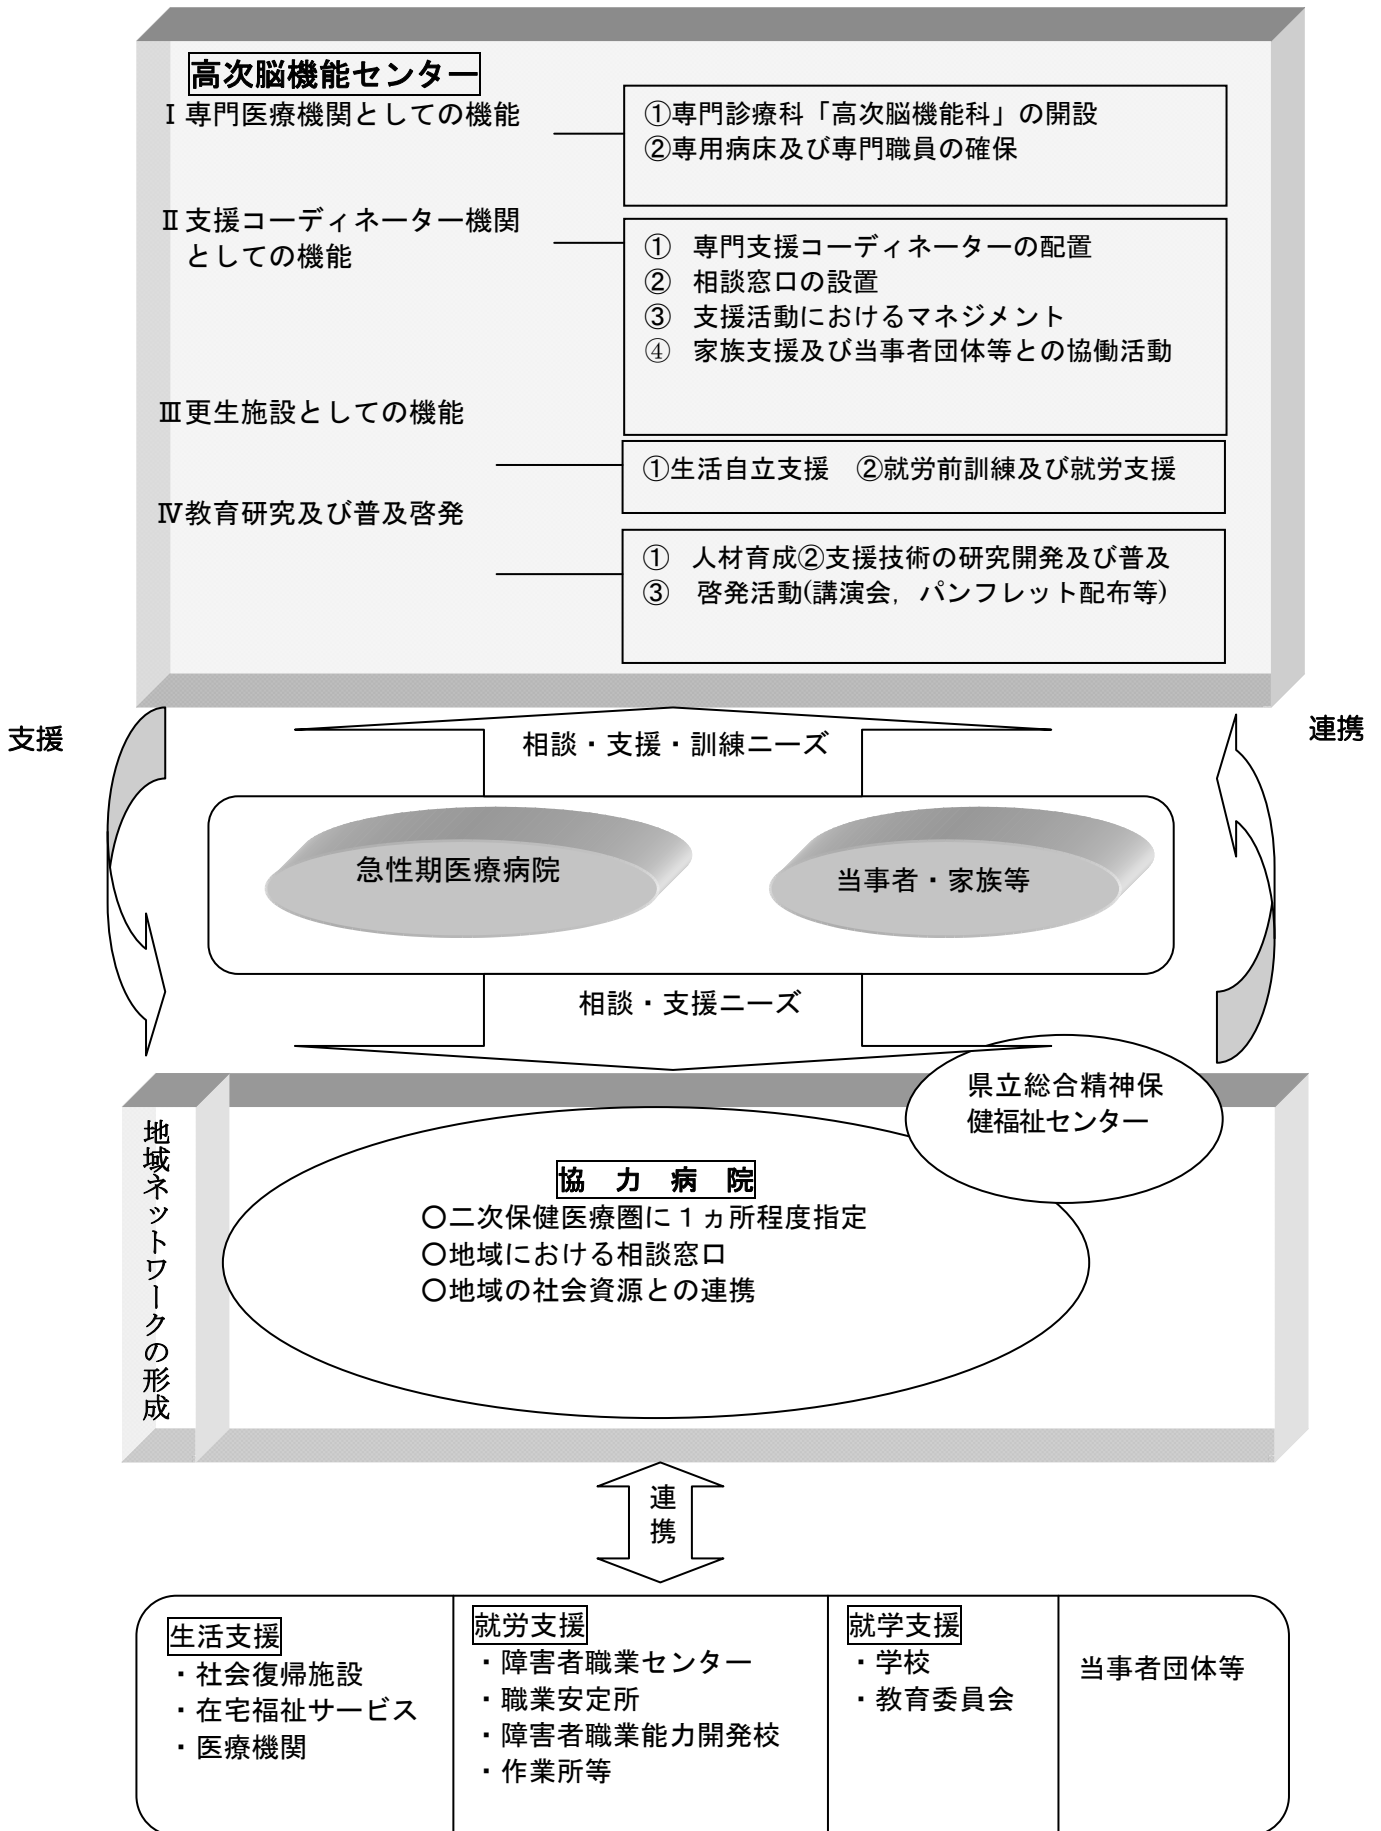 高次脳機能センター
Ⅰ専門医療機関としての機能
①専門診療科「高次脳機能科」の開設
②専用病床及び専門職員の確保
Ⅱ支援コーディネーター機関
としての機能
① 専門支援コーディネーターの配置
② 相談窓口の設置
③ 支援活動におけるマネジメント
④ 家族支援及び当事者団体等との協働活動
Ⅲ更生施設としての機能
①生活自立支援　②就労前訓練及び就労支援
Ⅳ教育研究及び普及啓発
① 人材育成②支援技術の研究開発及び普及
③ 啓発活動(講演会，パンフレット配布等)
支援
連携
相談・支援・訓練ニーズ
急性期医療病院
当事者・家族等
相談・支援ニーズ
県立総合精神保
健福祉センター
地域ネットワークの形成
協　力　病　院
〇二次保健医療圏に１ヵ所程度指定
〇地域における相談窓口
〇地域の社会資源との連携
連
携
生活支援
・社会復帰施設
・在宅福祉サービス
・医療機関
就労支援
・障害者職業センター
・職業安定所
・障害者職業能力開発校
・作業所等
就学支援
・学校
・教育委員会
当事者団体等